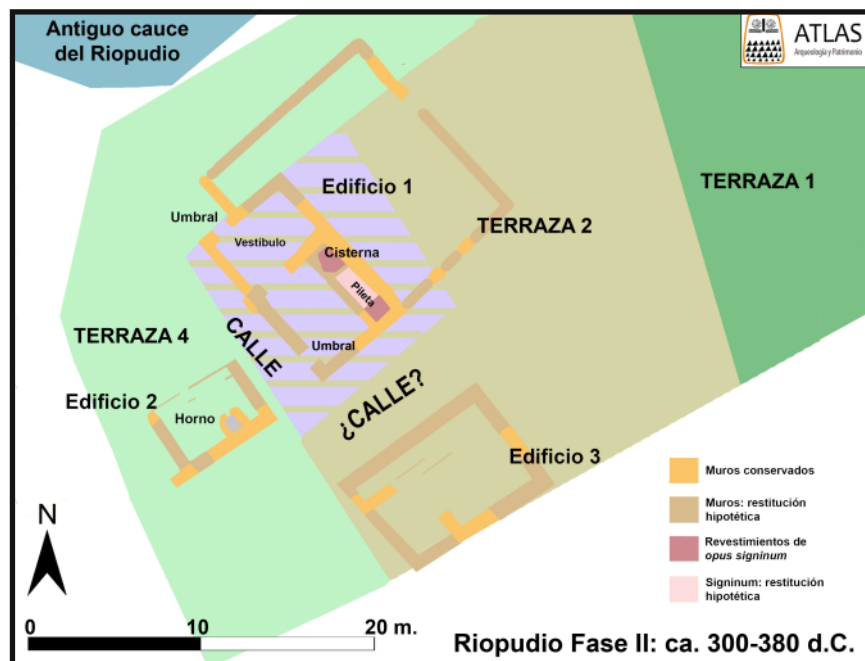 Antiguo cauce
del Riopudio
ATLAS
Arqueología y Patrimonio
TERRAZA 1
Edificio 1
Umbral
TERRAZA 2
Vestíbulo
Cisterna
Pileta
TERRAZA 4
CALLE
Umbral
¿CALLE?
Edificio 2
Horno
Edificio 3
Muros conservados
Muros: restitución
hipotética
Revestimientos de
opus signinum
Signinum: restitución
hipotética
N
0
10
20 m.
Riopudio Fase II: ca. 300-380 d.C.